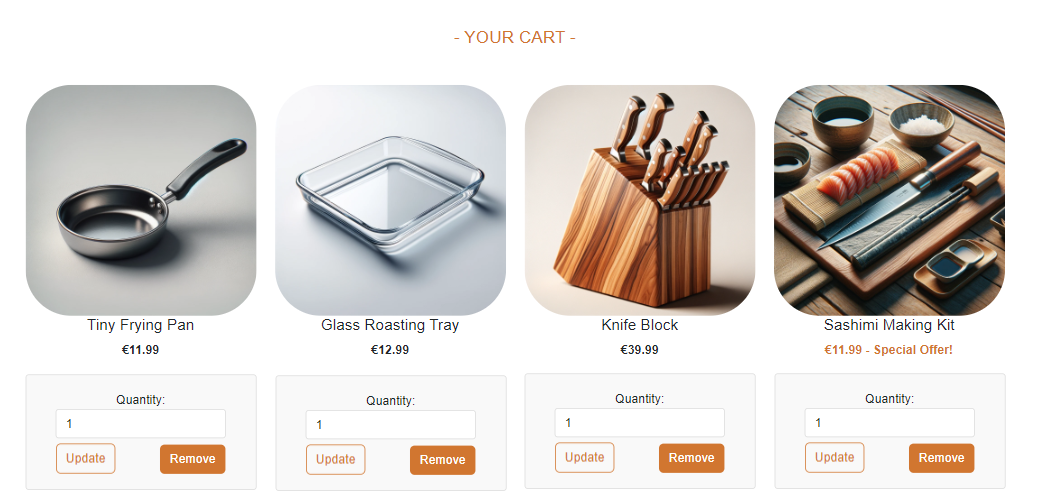 - YOUR CART -
Tiny Frying Pan
€11.99
Quantity:
1
Update
Remove
Glass Roasting Tray
€12.99
Quantity:
1
Update
Remove
Knife Block
€39.99
Quantity:
1
Update
Remove
Sashimi Making Kit
€11.99 - Special Offer!
Quantity:
1
Update
Remove